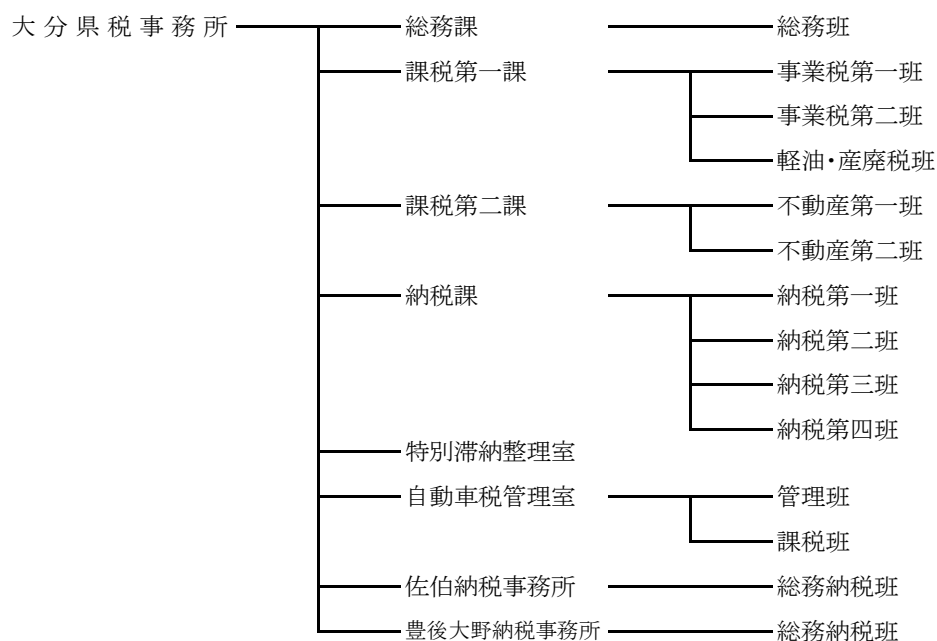 大分県税事務所 総務課 総務班
課税第一課 事業税第一班
事業税第二班
軽油・産廃税班
課税第二課 不動産第一班
不動産第二班
納税課 納税第一班
納税第二班
納税第三班
納税第四班
特別滞納整理室
自動車税管理室 管理班
課税班
佐伯納税事務所 総務納税班
豊後大野納税事務所 総務納税班